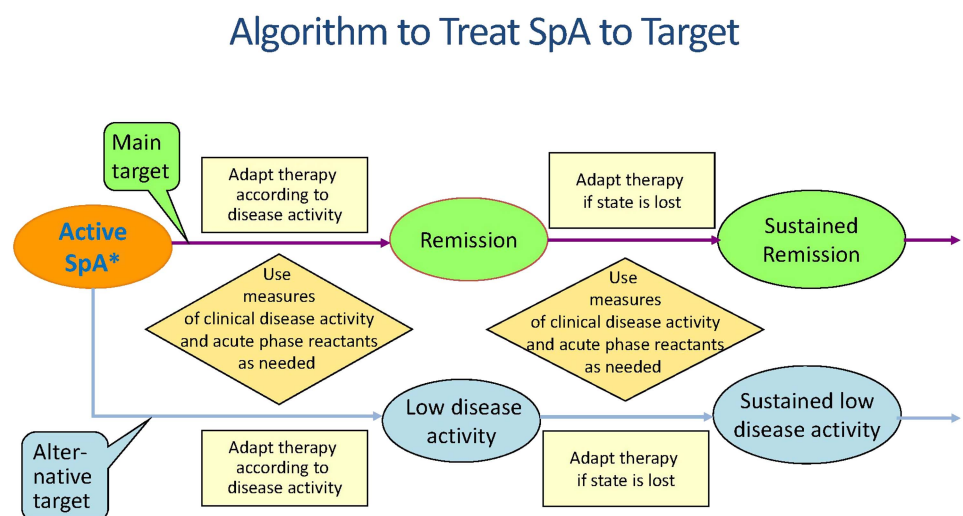 Algorithm to Treat SpA to Target
Main
target
Adapt therapy
according to
disease activity
Adapt therapy
if state is lost
Active
SpA*
Remission
Sustained
Remission
Use
measures
of clinical disease activity
and acute phase reactants
as needed
Use
measures
of clinical disease activity
and acute phase reactants
as needed
Low disease
activity
Sustained low
disease activity
Alter-
native
target
Adapt therapy
according to
disease activity
Adapt therapy
if state is lost